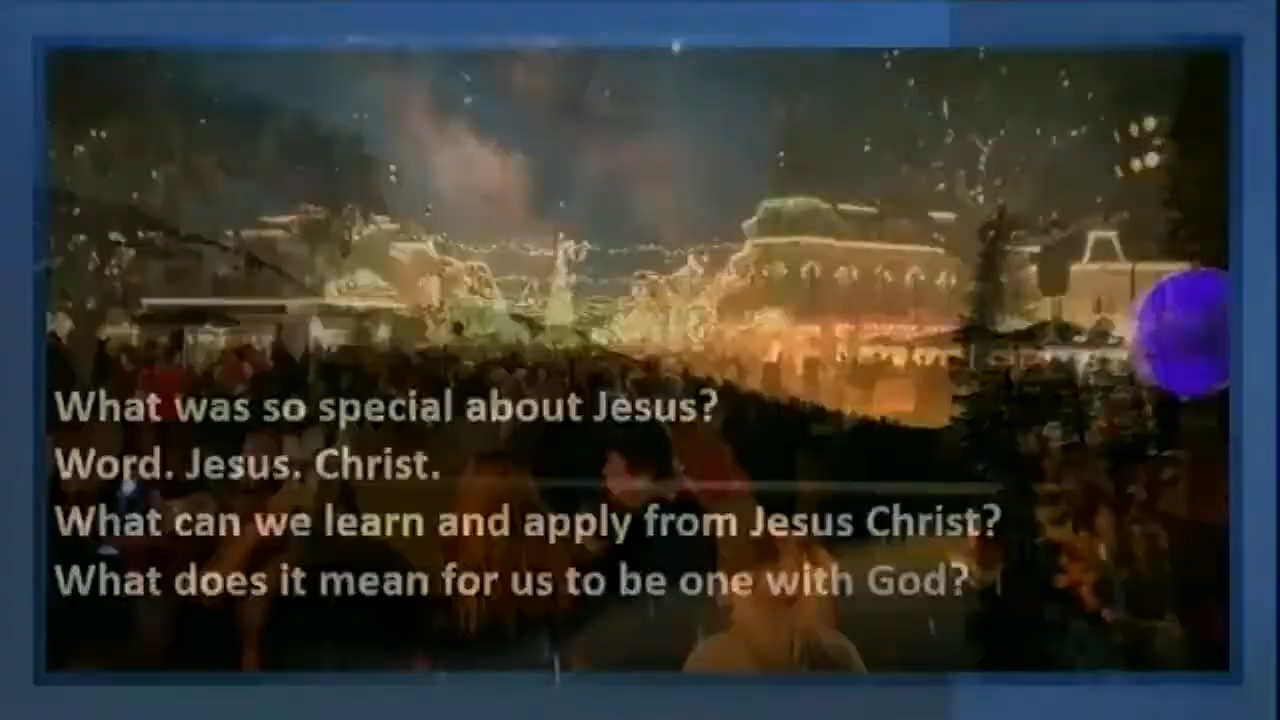 What was so special about Jesus?
Word. Jesus. Christ.
What can we learn and apply from Jesus Christ?
What does it mean for us to be one with God?